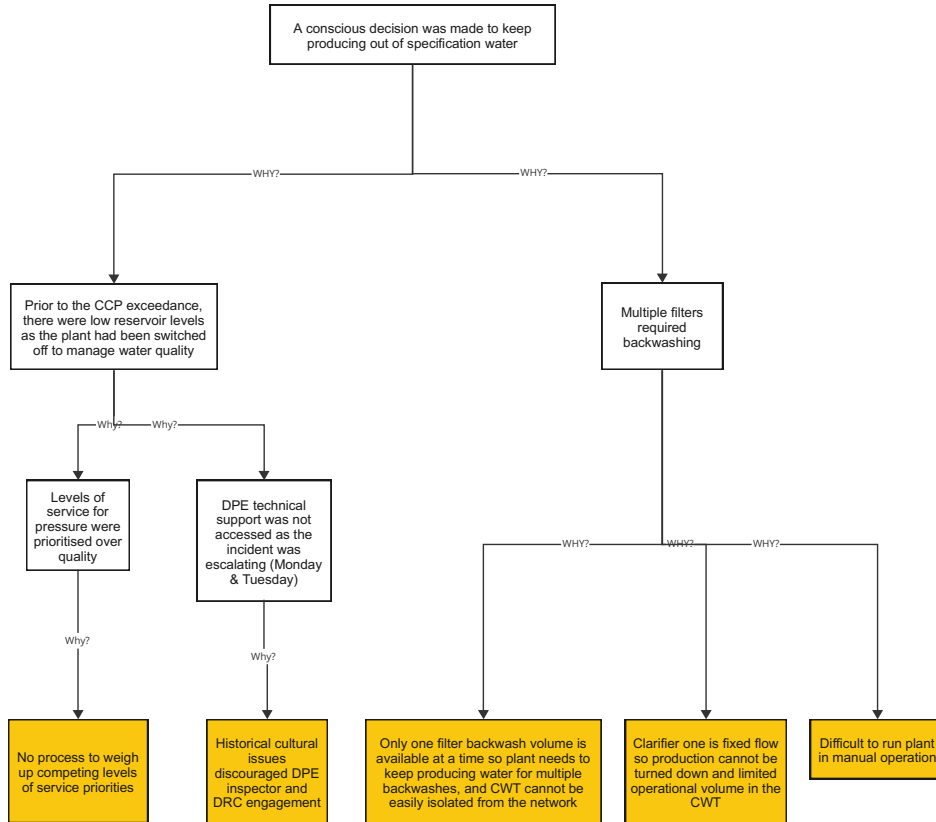 A conscious decision was made to keep
producing out of specification water
WHY?
WHY?
Prior to the CCP exceedance,
there were low reservoir levels
as the plant had been switched
off to manage water quality
Multiple filters
required
backwashing
Why?
Why?
Levels of
service for
pressure were
prioritised over
quality
DPE technical
support was not
accessed as the
incident was
escalating (Monday
& Tuesday)
WHY?
WHY?
WHY?
Why?
Why?
No process to weigh
up competing levels
of service priorities
Historical cultural
issues
discouraged DPE
inspector and
DRC engagement
Only one filter backwash volume is
available at a time so plant needs to
keep producing water for multiple
backwashes, and CWT cannot be
easily isolated from the network
Clarifier one is fixed flow
so production cannot be
turned down and limited
operational volume in the
CWT
Difficult to run plant
in manual operation